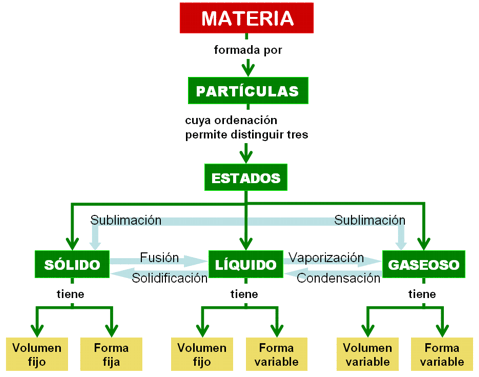 MATERIA
formada por
PARTÍCULAS
cuya ordenación
permite distinguir tres
ESTADOS
Sublimación
Sublimación
Fusión
Vaporización
SÓLIDO
LÍQUIDO
GASEOSO
Solidificación
Condensación
tiene
tiene
tiene
Volumen
fijo
Forma
fija
Volumen
fijo
Forma
variable
Volumen
variable
Forma
variable